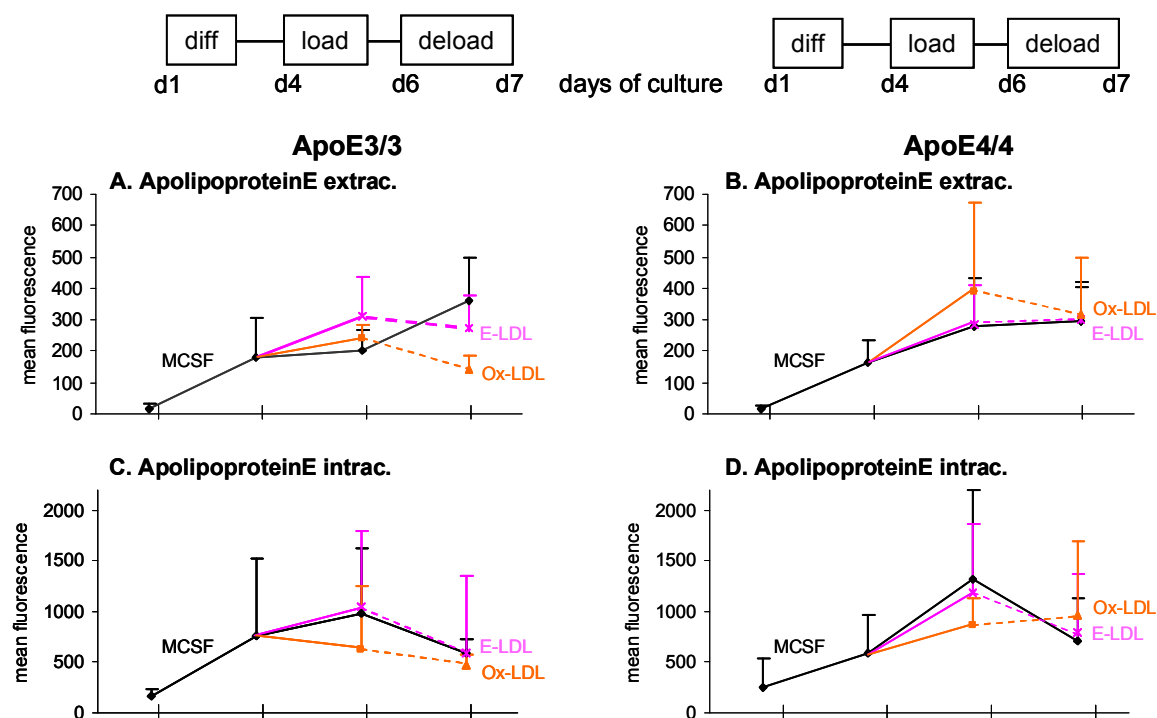 diff load deload diff load deload
d1 d4 d6 d7 days of culture d1 d4 d6 d7
ApoE3/3 ApoE4/4
A. ApolipoproteinE extrac.
mean fluorescence
700
600
500
400
300
200
100
0
MCSF
E-LDL
Ox-LDL
B. ApolipoproteinE extrac.
mean fluorescence
700
600
500
400
300
200
100
0
MCSF
Ox-LDL
E-LDL
C. ApolipoproteinE intrac.
mean fluorescence
2000
1500
1000
500
0
MCSF
E-LDL
Ox-LDL
D. ApolipoproteinE intrac.
mean fluorescence
2000
1500
1000
500
0
MCSF
Ox-LDL
E-LDL